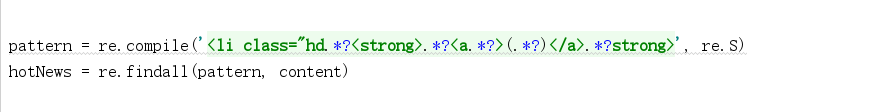 pattern = re.compile('<li class="hd.*?<strong>.*?<a.*?>(.*?)</a>.*?strong>', re.S)
hotNews = re.findall(pattern, content)